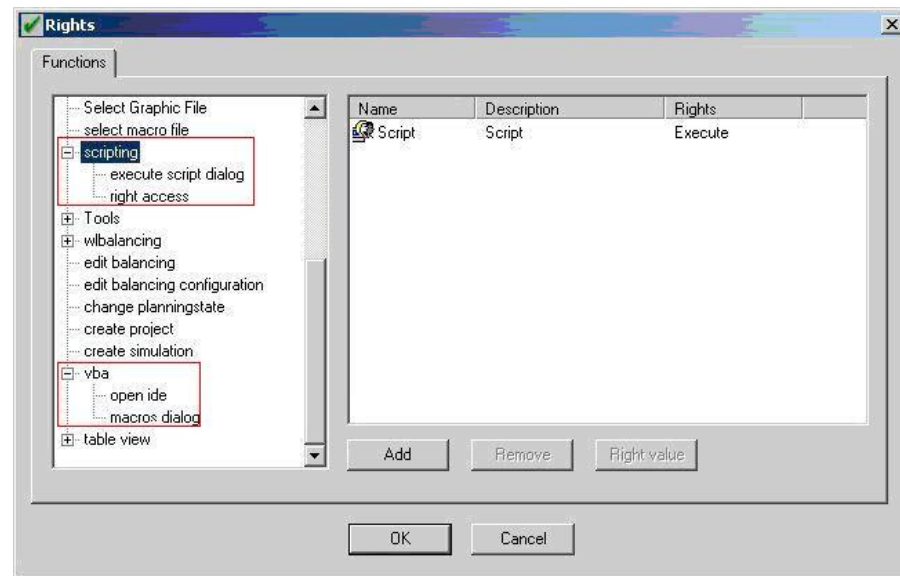 Rights
Functions
Select Graphic File
select macro file
scripting
execute script dialog
right access
Tools
wlbalancing
edit balancing
edit balancing configuration
change planningstate
create project
create simulation
vba
open ide
macros dialog
table view
Name Description Rights
Script Script Execute
Add Remove Right value
OK Cancel